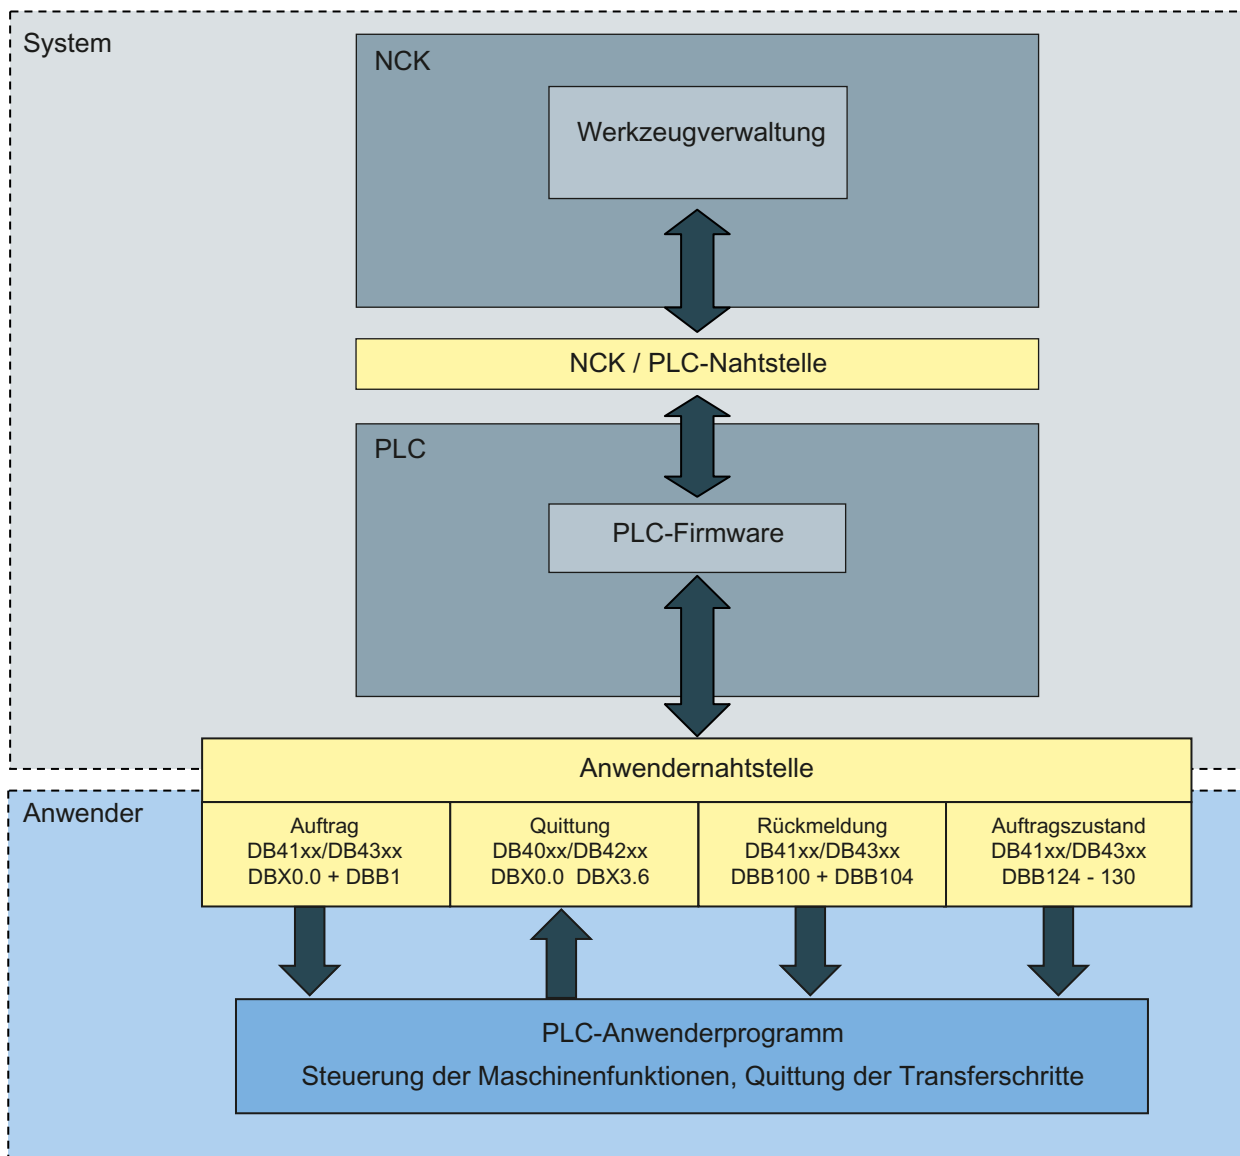 System
NCK
Werkzeugverwaltung
NCK / PLC-Nahtstelle
PLC
PLC-Firmware
Anwendernahtstelle
Anwender
Auftrag
DB41xx/DB43xx
DBX0.0 + DBB1
Quittung
DB40xx/DB42xx
DBX0.0 DBX3.6
Rückmeldung
DB41xx/DB43xx
DBB100 + DBB104
Auftragszustand
DB41xx/DB43xx
DBB124 - 130
PLC-Anwenderprogramm
Steuerung der Maschinenfunktionen, Quittung der Transferschritte